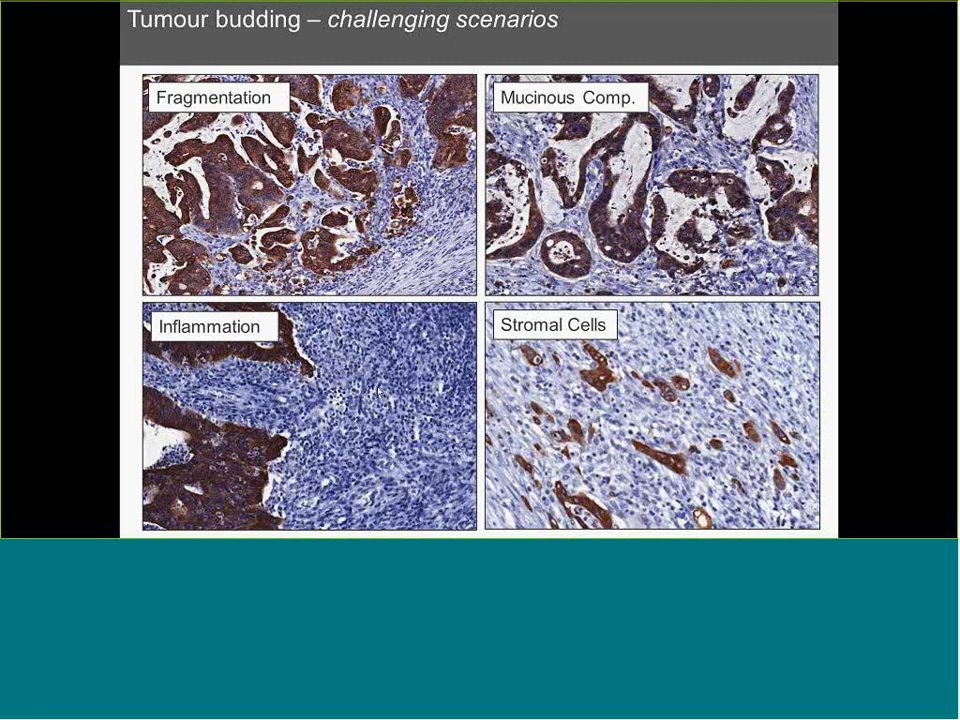 Tumour budding – challenging scenarios
Fragmentation
Mucinous Comp.
Inflammation
Stromal Cells